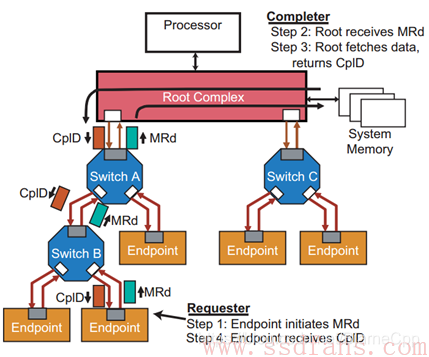 Processor
Completer
Step 2: Root receives MRd
Step 3: Root fetches data,
returns CplD
Root Complex
System
Memory
CplD
MRd
Switch A
Switch C
CplD
MRd
Switch B
Endpoint
Endpoint
Endpoint
CplD
MRd
Endpoint
Endpoint
Requester
Step 1: Endpoint initiates MRd
Step 4: Endpoint receives CplD
www.ssdfans.com